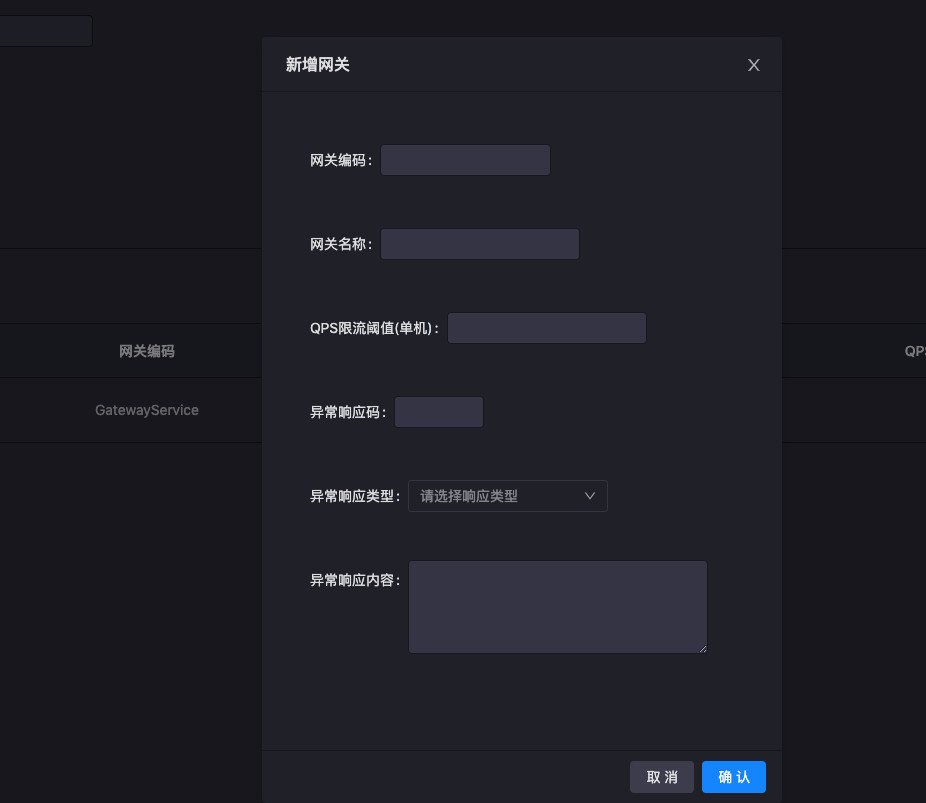 新增网关
网关编码:
网关名称:
QPS限流阈值(单机):
网关编码
QPS
GatewayService
异常响应码:
异常响应类型: 请选择响应类型
异常响应内容:
取 消 确 认